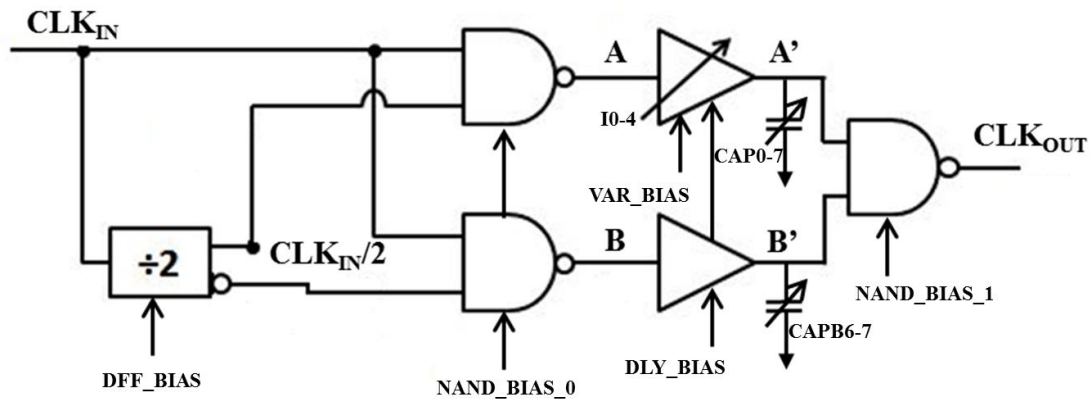 CLKIN
A
A’
I0-4
CAP0-7
CLKOUT
VAR_BIAS
÷2
CLKIN/2
B
B’
NAND_BIAS_1
CAPB6-7
DFF_BIAS
NAND_BIAS_0
DLY_BIAS